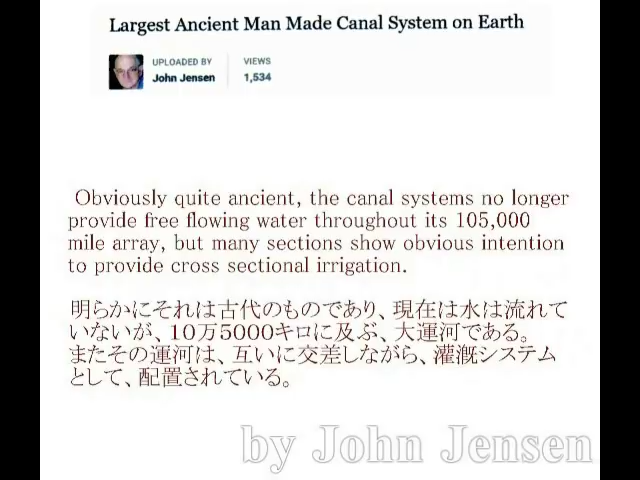 Largest Ancient Man Made Canal System on Earth
UPLOADED BY
John Jensen
VIEWS
1,534
Obviously quite ancient, the canal systems no longer
provide free flowing water throughout its 105,000
mile array, but many sections show obvious intention
to provide cross sectional irrigation.
明らかにそれは古代のものであり、現在は水は流れて
いないが、10万5000キロに及ぶ、大運河である。
またその運河は、互いに交差しながら、灌漑システム
として、配置されている。
by John Jensen